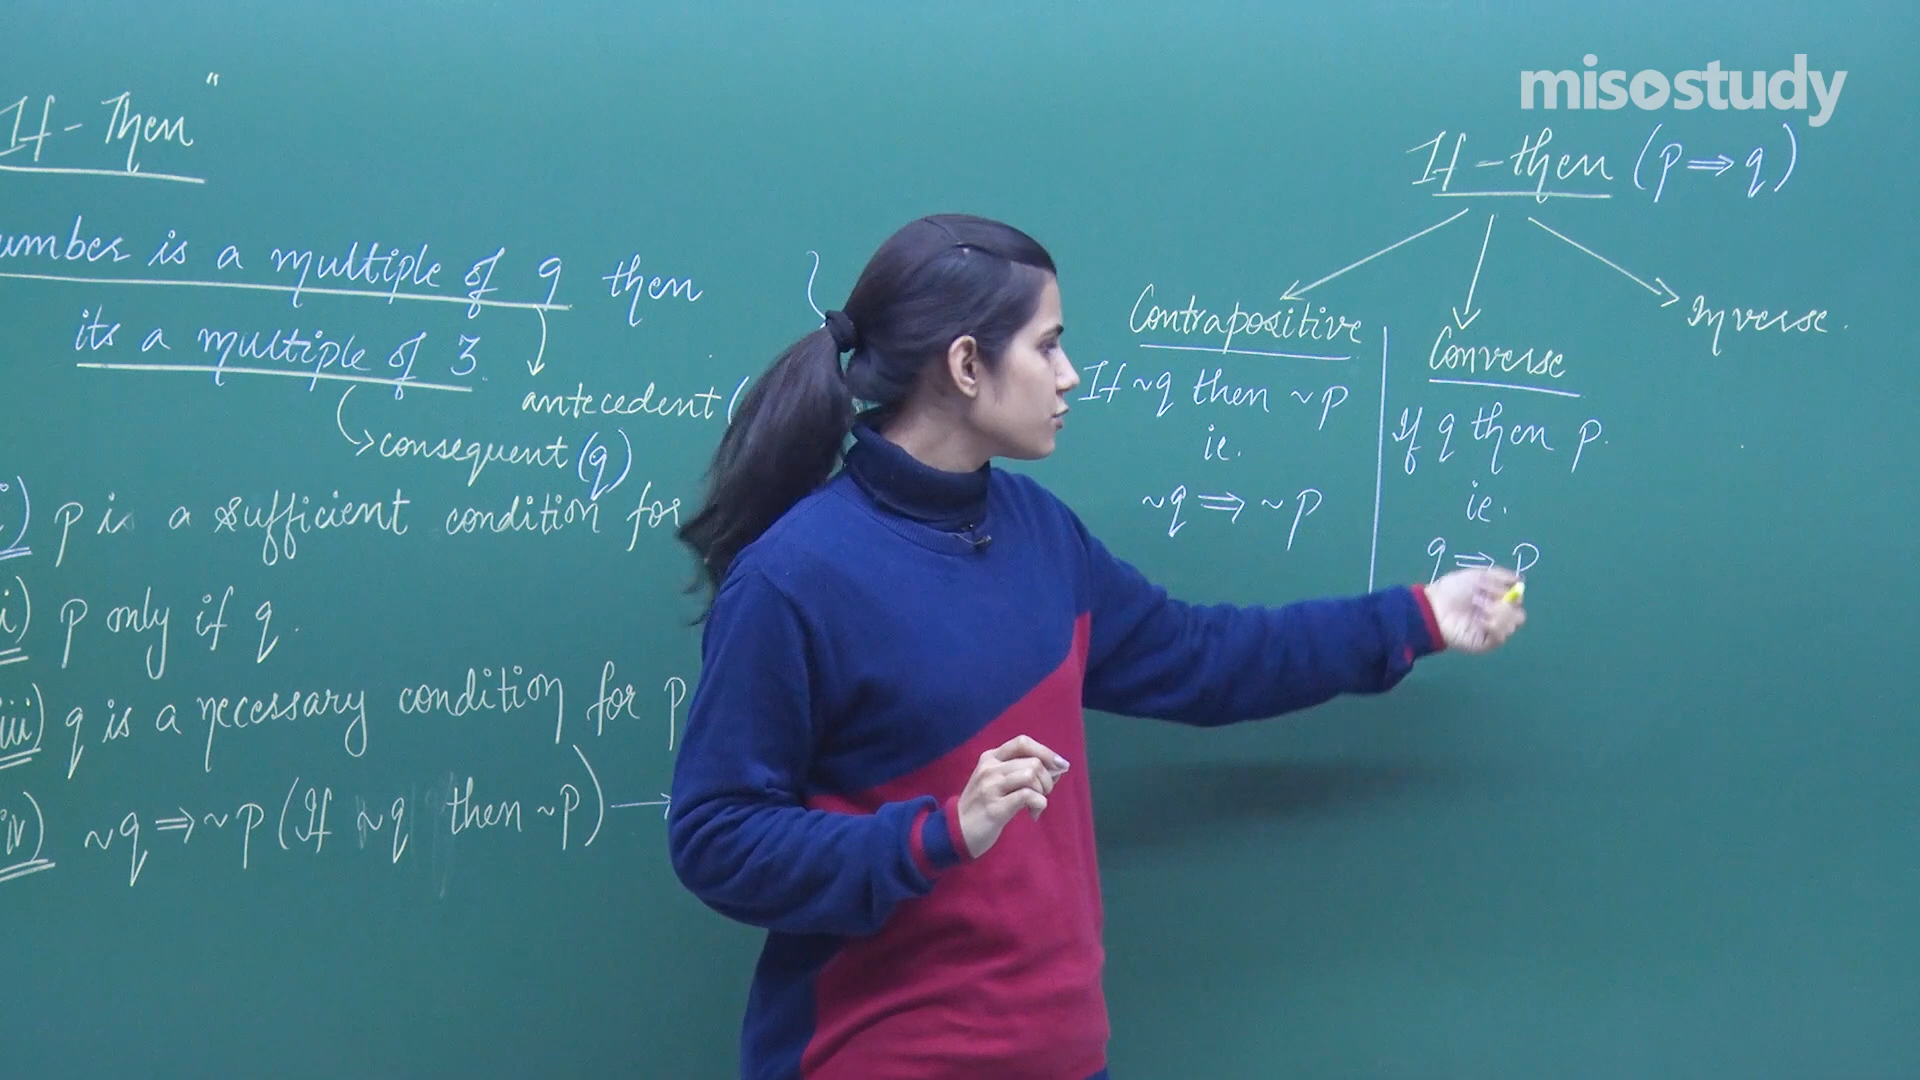 If - Then"
umber is a multiple of 9 then
its a multiple of 3.
antecedent (
consequent (q)
i) p is a sufficient condition for
i) p only if q.
iii) q is a necessary condition for p
iv) ~q ⇒ ~p (If ~q then ~p) →
misostudy
If - then (p ⇒ q)
Contrapositive
If ~q then ~p
ie.
~q ⇒ ~p
Converse
If q then p.
ie.
q ⇒ p
Inverse.